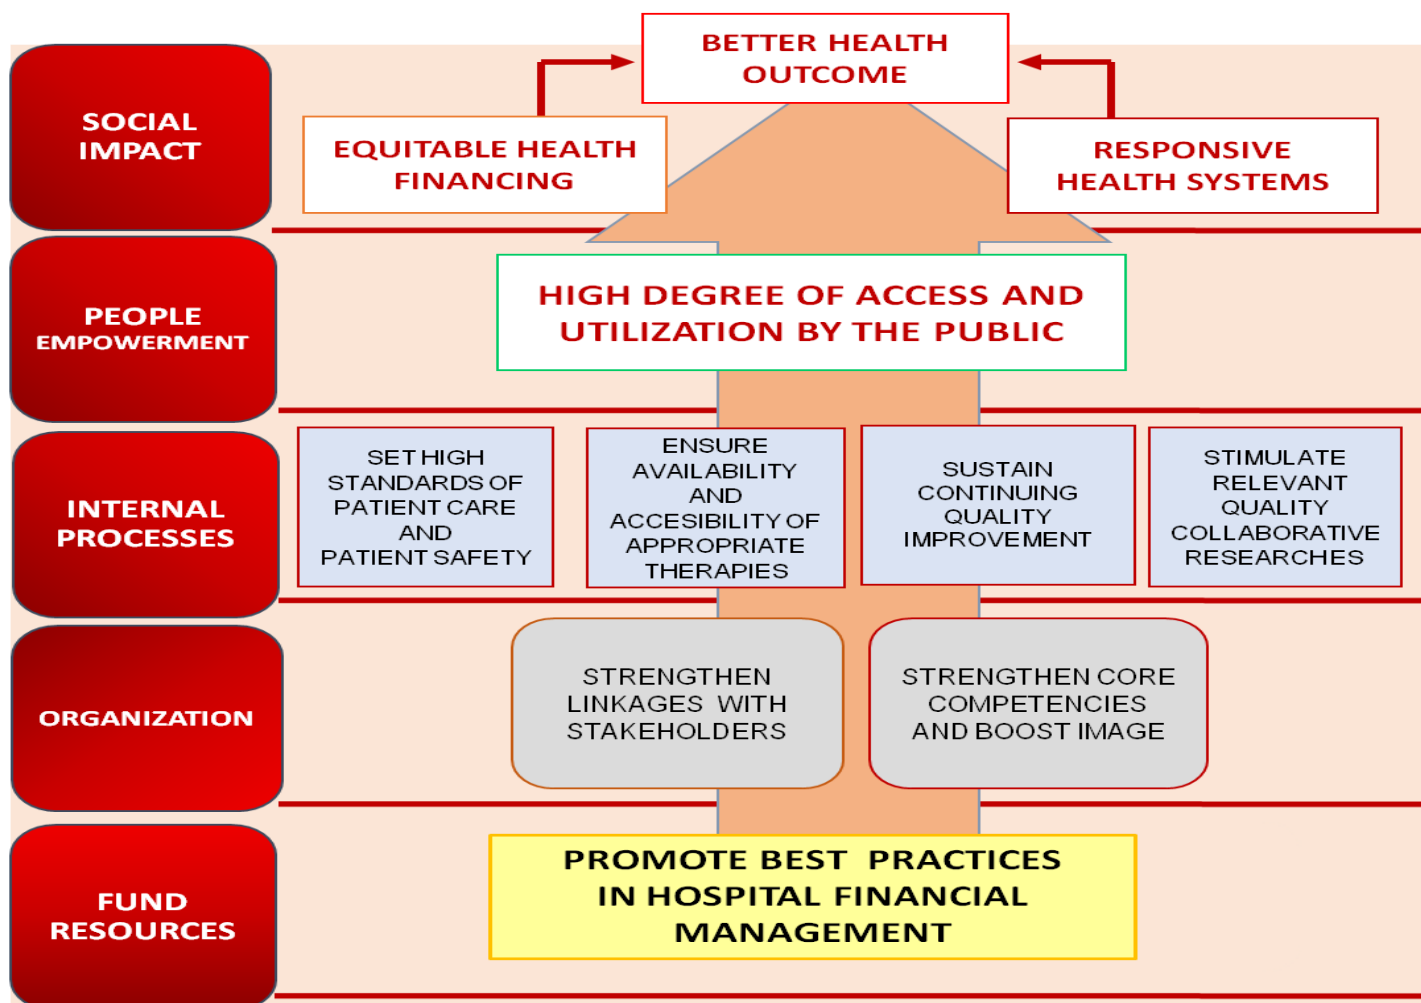 BETTER HEALTH
OUTCOME
SOCIAL
IMPACT
EQUITABLE HEALTH
FINANCING
RESPONSIVE
HEALTH SYSTEMS
PEOPLE
EMPOWERMENT
HIGH DEGREE OF ACCESS AND
UTILIZATION BY THE PUBLIC
INTERNAL
PROCESSES
SET HIGH
STANDARDS OF
PATIENT CARE
AND
PATIENT SAFETY
ENSURE
AVAILABILITY
AND
ACCESIBILITY OF
APPROPRIATE
THERAPIES
SUSTAIN
CONTINUING
QUALITY
IMPROVEMENT
STIMULATE
RELEVANT
QUALITY
COLLABORATIVE
RESEARCHES
ORGANIZATION
STRENGTHEN
LINKAGES WITH
STAKEHOLDERS
STRENGTHEN CORE
COMPETENCIES
AND BOOST IMAGE
FUND
RESOURCES
PROMOTE BEST PRACTICES
IN HOSPITAL FINANCIAL
MANAGEMENT